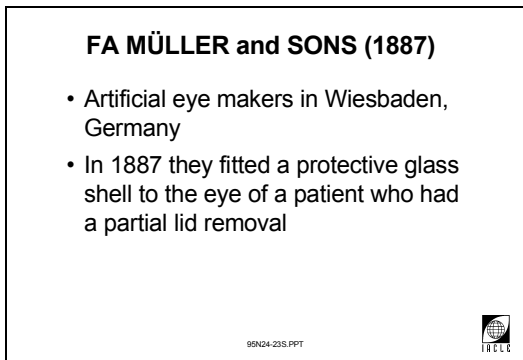 FA MÜLLER and SONS (1887)
• Artificial eye makers in Wiesbaden,
Germany
• In 1887 they fitted a protective glass
shell to the eye of a patient who had
a partial lid removal
95N24-23S.PPT
IACLE